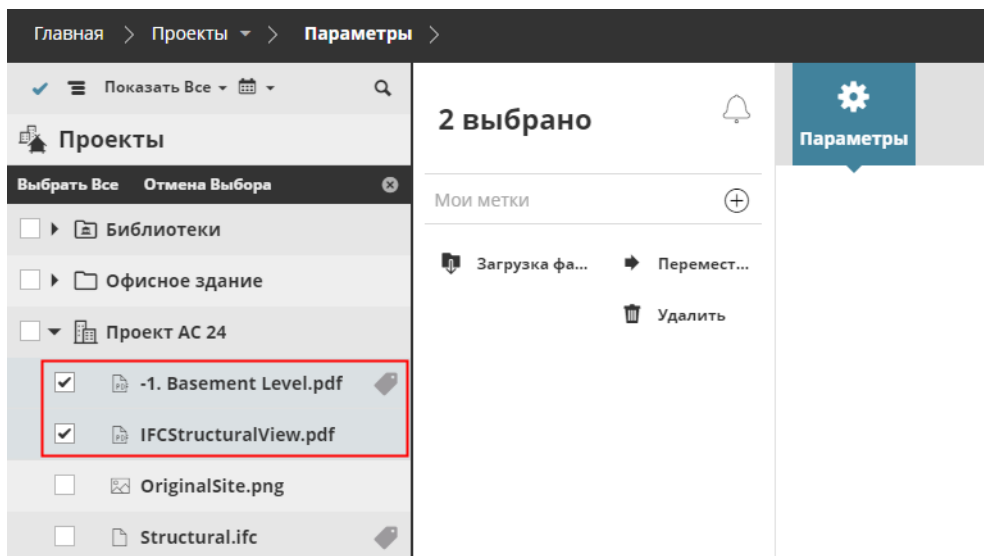 Главная > Проекты > Параметры >
Показать Все
Проекты
Выбрать Все Отмена Выбора
Библиотеки
Офисное здание
Проект АС 24
-1. Basement Level.pdf
IFCStructuralView.pdf
OriginalSite.png
Structural.ifc
2 выбрано
Мои метки
Загрузка фа... Перемест...
Удалить
Параметры